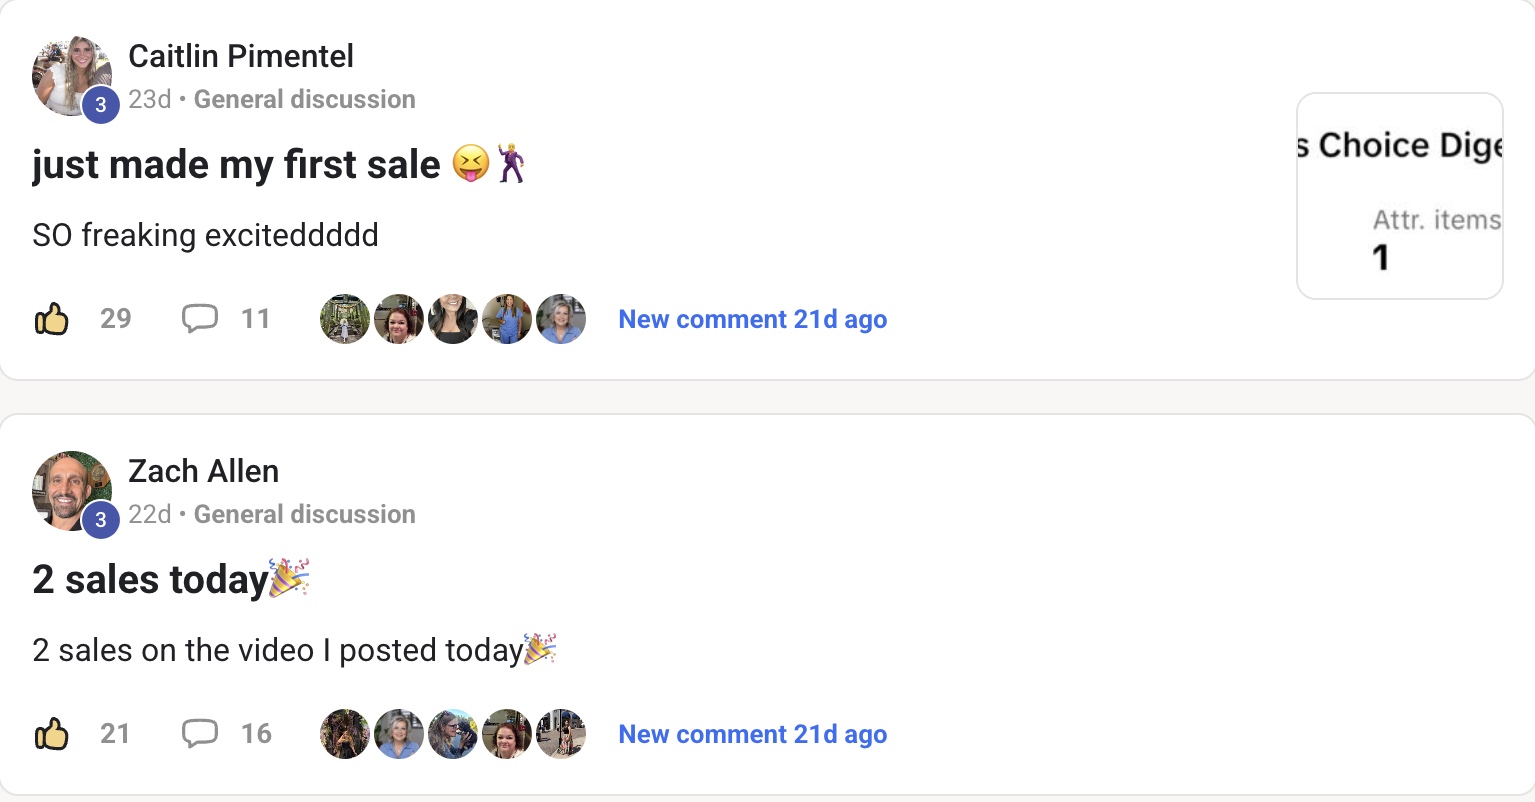 Caitlin Pimentel
3
23d • General discussion
just made my first sale 😝🕺
SO freaking exciteddddd
29 11 New comment 21d ago
s Choice Dige
Attr. items
1
Zach Allen
3
22d • General discussion
2 sales today🎉
2 sales on the video I posted today🎉
21 16 New comment 21d ago